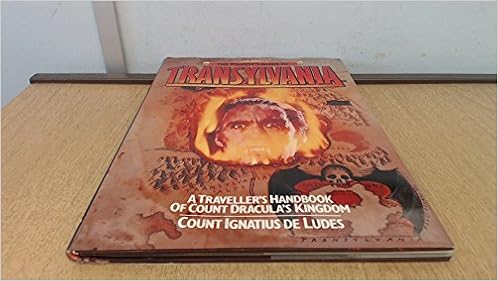 TRANSYLVANIA
A TRAVELLER'S HANDBOOK
OF COUNT DRACULA'S KINGDOM
COUNT IGNATIUS DE LUDES
TRANSYLVANIA